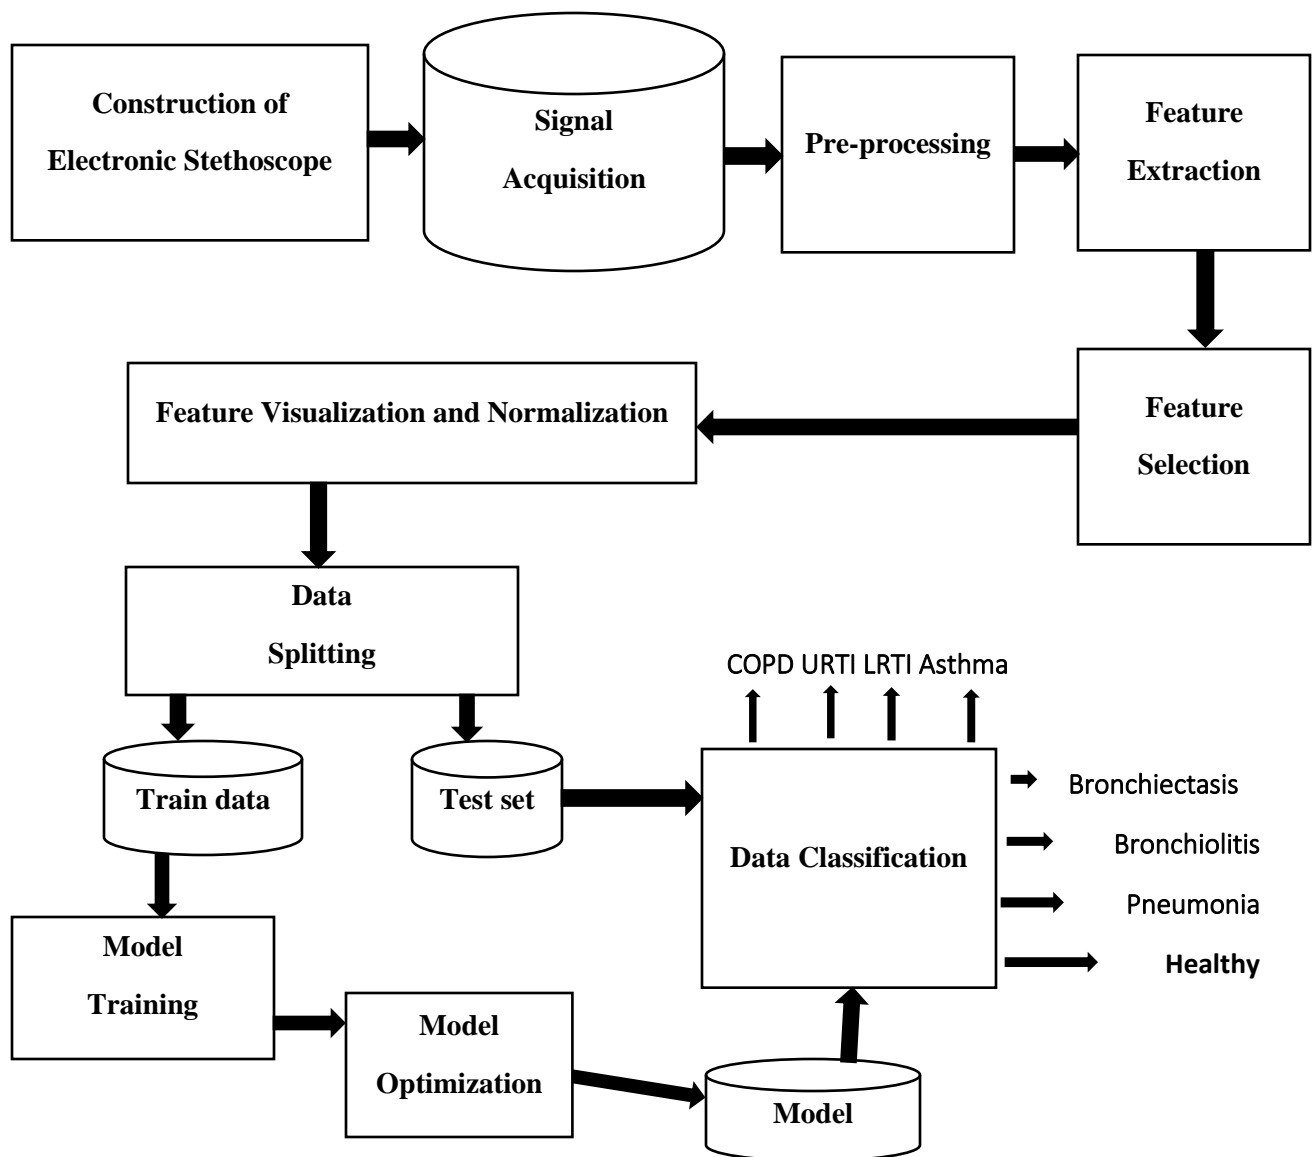 Construction of
Electronic Stethoscope
Signal
Acquisition
Pre-processing
Feature
Extraction
Feature Visualization and Normalization
Feature
Selection
Data
Splitting
COPD URTI LRTI Asthma
Train data
Test set
Data Classification
Bronchiectasis
Bronchiolitis
Pneumonia
Healthy
Model
Training
Model
Optimization
Model